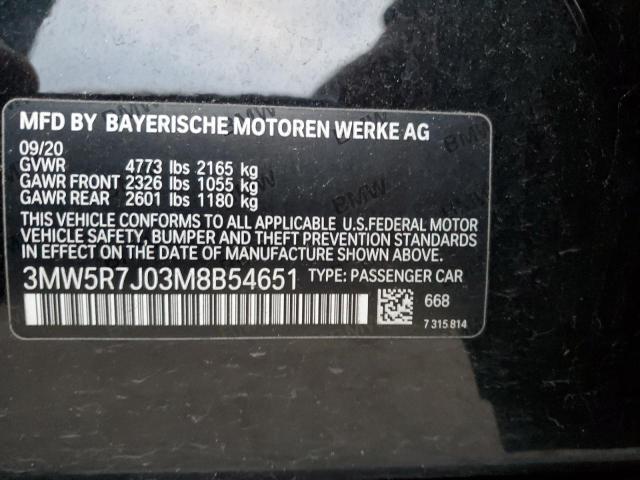 MFD BY BAYERISCHE MOTOREN WERKE AG
09/20
GVWR 4773 lbs 2165 kg
GAWR FRONT 2326 lbs 1055 kg
GAWR REAR 2601 lbs 1180 kg
THIS VEHICLE CONFORMS TO ALL APPLICABLE U.S.FEDERAL MOTOR
VEHICLE SAFETY, BUMPER AND THEFT PREVENTION STANDARDS
IN EFFECT ON THE DATE OF MANUFACTURE SHOWN ABOVE.
3MW5R7J03M8B54651 TYPE: PASSENGER CAR
668
7 315 814